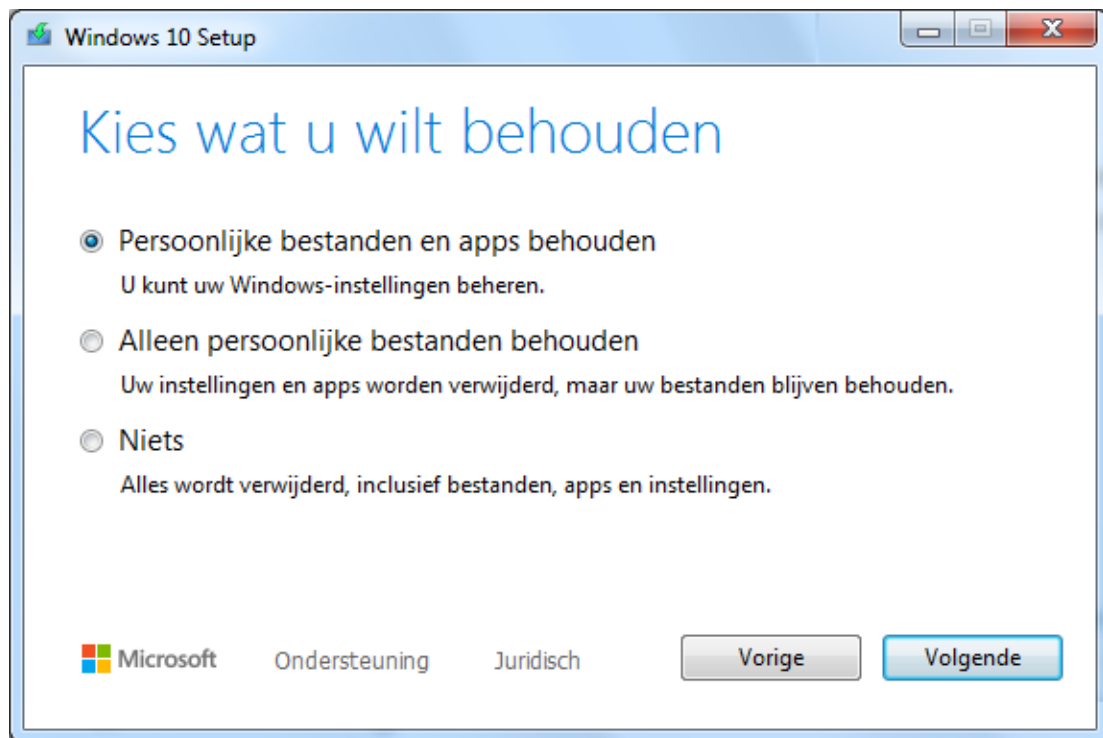 Windows 10 Setup
Kies wat u wilt behouden
Persoonlijke bestanden en apps behouden
U kunt uw Windows-instellingen beheren.
Alleen persoonlijke bestanden behouden
Uw instellingen en apps worden verwijderd, maar uw bestanden blijven behouden.
Niets
Alles wordt verwijderd, inclusief bestanden, apps en instellingen.
Microsoft Ondersteuning Juridisch Vorige Volgende